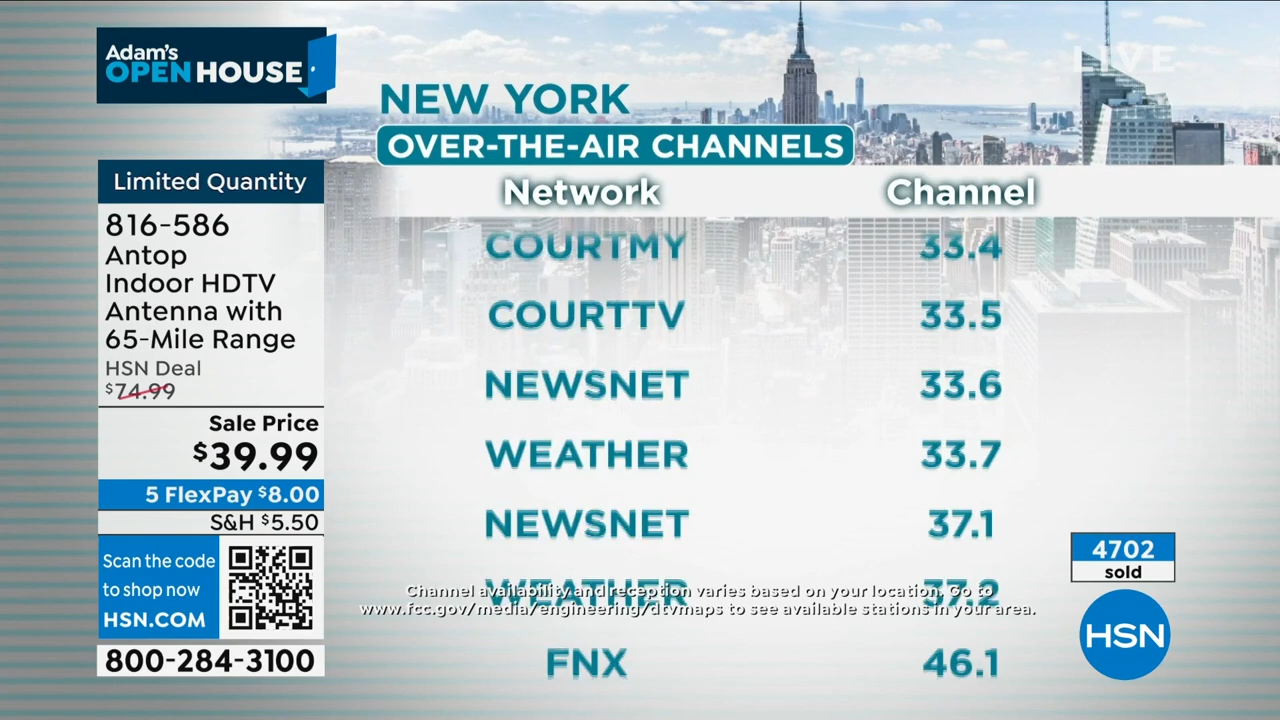 Adam's
OPEN HOUSE
LIVE
NEW YORK
OVER-THE-AIR CHANNELS
Network Channel
COURTMY 33.4
COURTTV 33.5
NEWSNET 33.6
WEATHER 33.7
NEWSNET 37.1
WEATHER 37.2
Channel availability and reception varies based on your location. Go to
www.fcc.gov/media/engineering/dtvmaps to see available stations in your area.
FNX 46.1
Limited Quantity
816-586
Antop
Indoor HDTV
Antenna with
65-Mile Range
HSN Deal
$74.99
Sale Price
$39.99
5 FlexPay $8.00
S&H $5.50
Scan the code
to shop now
HSN.COM
800-284-3100
4702
sold
HSN